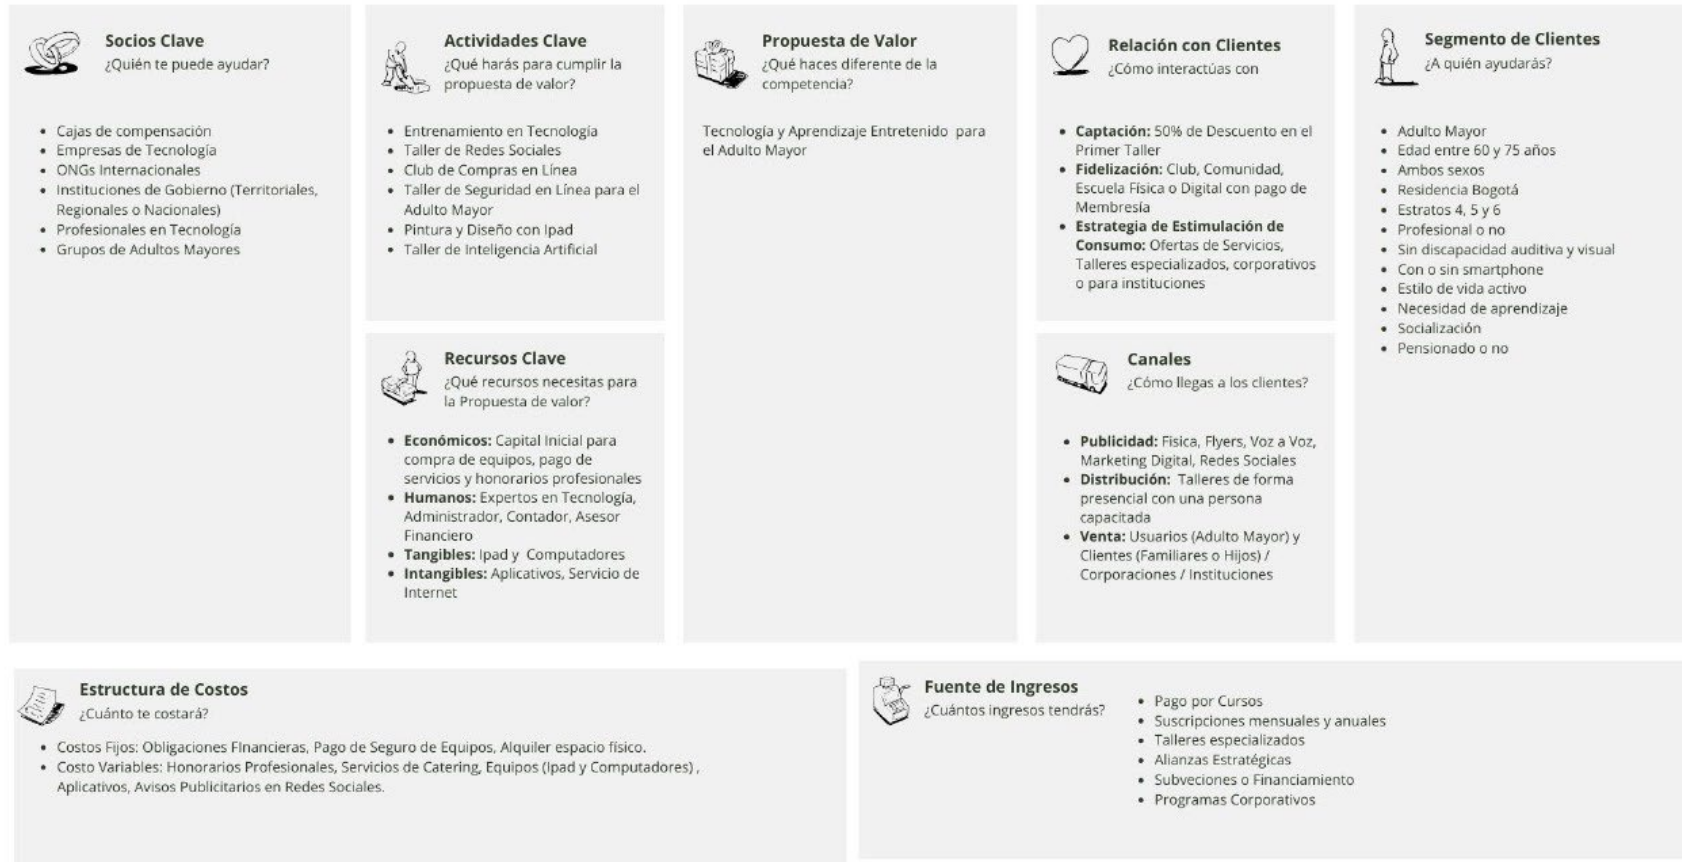 Socios Clave
¿Quién te puede ayudar?
• Cajas de compensación
• Empresas de Tecnología
• ONGs Internacionales
• Instituciones de Gobierno (Territoriales,
Regionales o Nacionales)
• Profesionales en Tecnología
• Grupos de Adultos Mayores
Actividades Clave
¿Qué harás para cumplir la
propuesta de valor?
• Entrenamiento en Tecnología
• Taller de Redes Sociales
• Club de Compras en Línea
• Taller de Seguridad en Línea para el
Adulto Mayor
• Pintura y Diseño con Ipad
• Taller de Inteligencia Artificial
Recursos Clave
¿Qué recursos necesitas para
la Propuesta de valor?
• Económicos: Capital Inicial para
compra de equipos, pago de
servicios y honorarios profesionales
• Humanos: Expertos en Tecnología,
Administrador, Contador, Asesor
Financiero
• Tangibles: Ipad y Computadores
• Intangibles: Aplicativos, Servicio de
Internet
Propuesta de Valor
¿Qué haces diferente de la
competencia?
Tecnología y Aprendizaje Entretenido para
el Adulto Mayor
Relación con Clientes
¿Cómo interactúas con
• Captación: 50% de Descuento en el
Primer Taller
• Fidelización: Club, Comunidad,
Escuela Física o Digital con pago de
Membresía
• Estrategia de Estimulación de
Consumo: Ofertas de Servicios,
Talleres especializados, corporativos
o para instituciones
Canales
¿Cómo llegas a los clientes?
• Publicidad: Fisica, Flyers, Voz a Voz,
Marketing Digital, Redes Sociales
• Distribución: Talleres de forma
presencial con una persona
capacitada
• Venta: Usuarios (Adulto Mayor) y
Clientes (Familiares o Hijos) /
Corporaciones / Instituciones
Segmento de Clientes
¿A quién ayudarás?
• Adulto Mayor
• Edad entre 60 y 75 años
• Ambos sexos
• Residencia Bogotá
• Estratos 4, 5 y 6
• Profesional o no
• Sin discapacidad auditiva y visual
• Con o sin smartphone
• Estilo de vida activo
• Necesidad de aprendizaje
• Socialización
• Pensionado o no
Estructura de Costos
¿Cuánto te costará?
• Costos Fijos: Obligaciones FInancieras, Pago de Seguro de Equipos, Alquiler espacio físico.
• Costo Variables: Honorarios Profesionales, Servicios de Catering, Equipos (Ipad y Computadores) ,
Aplicativos, Avisos Publicitarios en Redes Sociales.
Fuente de Ingresos
¿Cuántos ingresos tendrás?
• Pago por Cursos
• Suscripciones mensuales y anuales
• Talleres especializados
• Alianzas Estratégicas
• Subveciones o Financiamiento
• Programas Corporativos